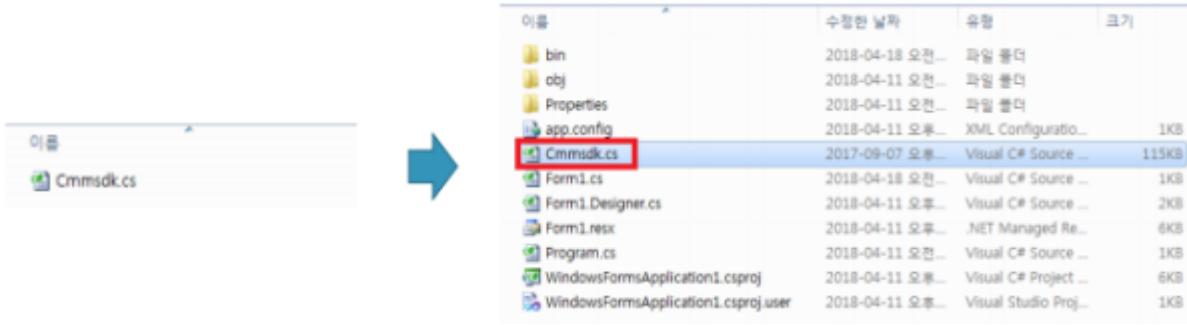 이름
Cmmsdk.cs
이름 수정한 날짜 유형 크기
bin 2018-04-18 오전... 파일 폴더
obj 2018-04-11 오전... 파일 폴더
Properties 2018-04-11 오전... 파일 폴더
app.config 2018-04-11 오후... XML Configuratio... 1KB
Cmmsdk.cs 2017-09-07 오후... Visual C# Source ... 115KB
Form1.cs 2018-04-18 오전... Visual C# Source ... 1KB
Form1.Designer.cs 2018-04-11 오후... Visual C# Source ... 2KB
Form1.resx 2018-04-11 오후... .NET Managed Re... 6KB
Program.cs 2018-04-11 오전... Visual C# Source ... 1KB
WindowsFormsApplication1.csproj 2018-04-11 오후... Visual C# Project ... 6KB
WindowsFormsApplication1.csproj.user 2018-04-11 오후... Visual Studio Proj... 1KB